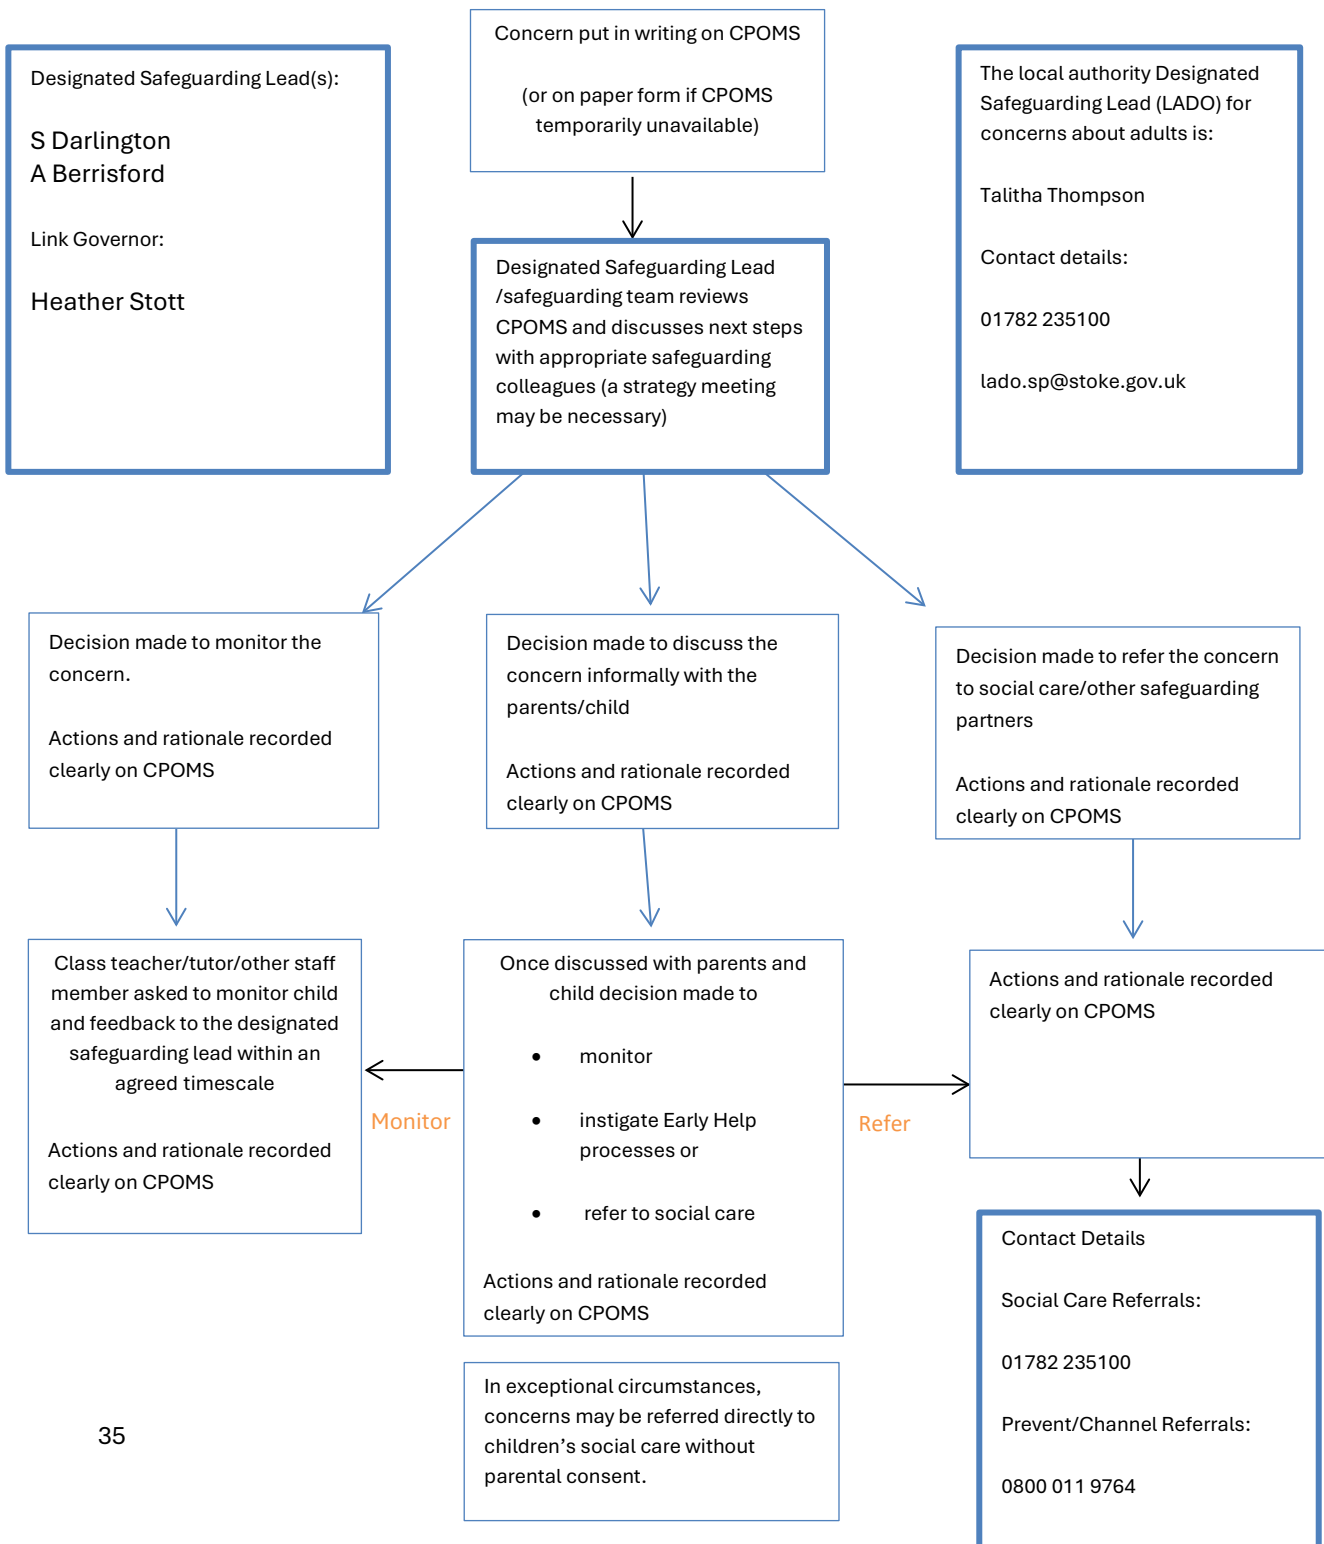 Concern put in writing on CPOMS
(or on paper form if CPOMS
temporarily unavailable)
Designated Safeguarding Lead(s):
S Darlington
A Berrisford
Link Governor:
Heather Stott
The local authority Designated
Safeguarding Lead (LADO) for
concerns about adults is:
Talitha Thompson
Contact details:
01782 235100
lado.sp@stoke.gov.uk
Designated Safeguarding Lead
/safeguarding team reviews
CPOMS and discusses next steps
with appropriate safeguarding
colleagues (a strategy meeting
may be necessary)
Decision made to monitor the
concern.
Actions and rationale recorded
clearly on CPOMS
Decision made to discuss the
concern informally with the
parents/child
Actions and rationale recorded
clearly on CPOMS
Decision made to refer the concern
to social care/other safeguarding
partners
Actions and rationale recorded
clearly on CPOMS
Class teacher/tutor/other staff
member asked to monitor child
and feedback to the designated
safeguarding lead within an
agreed timescale
Actions and rationale recorded
clearly on CPOMS
Monitor
Once discussed with parents and
child decision made to
• monitor
• instigate Early Help
processes or
• refer to social care
Actions and rationale recorded
clearly on CPOMS
Refer
Actions and rationale recorded
clearly on CPOMS
In exceptional circumstances,
concerns may be referred directly to
children’s social care without
parental consent.
Contact Details
Social Care Referrals:
01782 235100
Prevent/Channel Referrals:
0800 011 9764
35